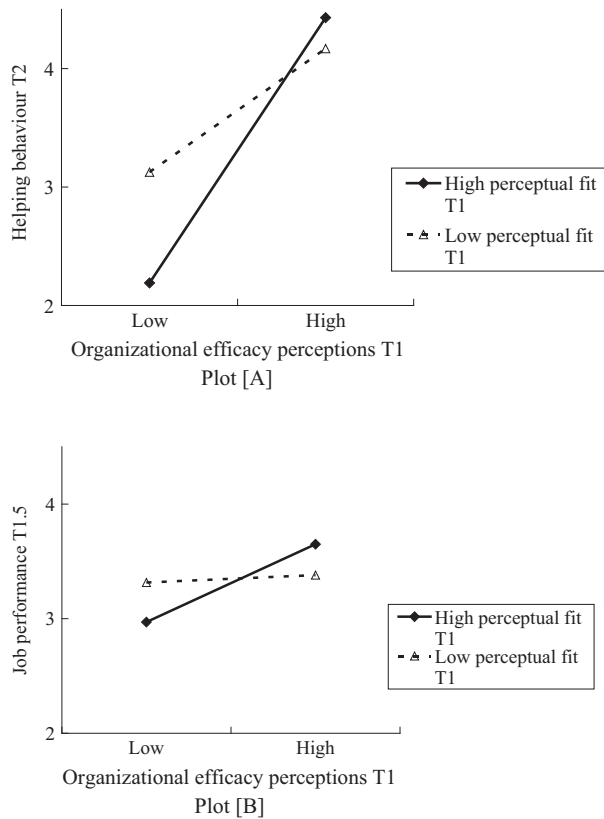 Helping behaviour T2
4
3
2
Low
High
Organizational efficacy perceptions T1
Plot [A]
High perceptual fit
T1
Low perceptual fit
T1
Job performance T1.5
4
3
2
Low
High
Organizational efficacy perceptions T1
Plot [B]
High perceptual fit
T1
Low perceptual fit
T1